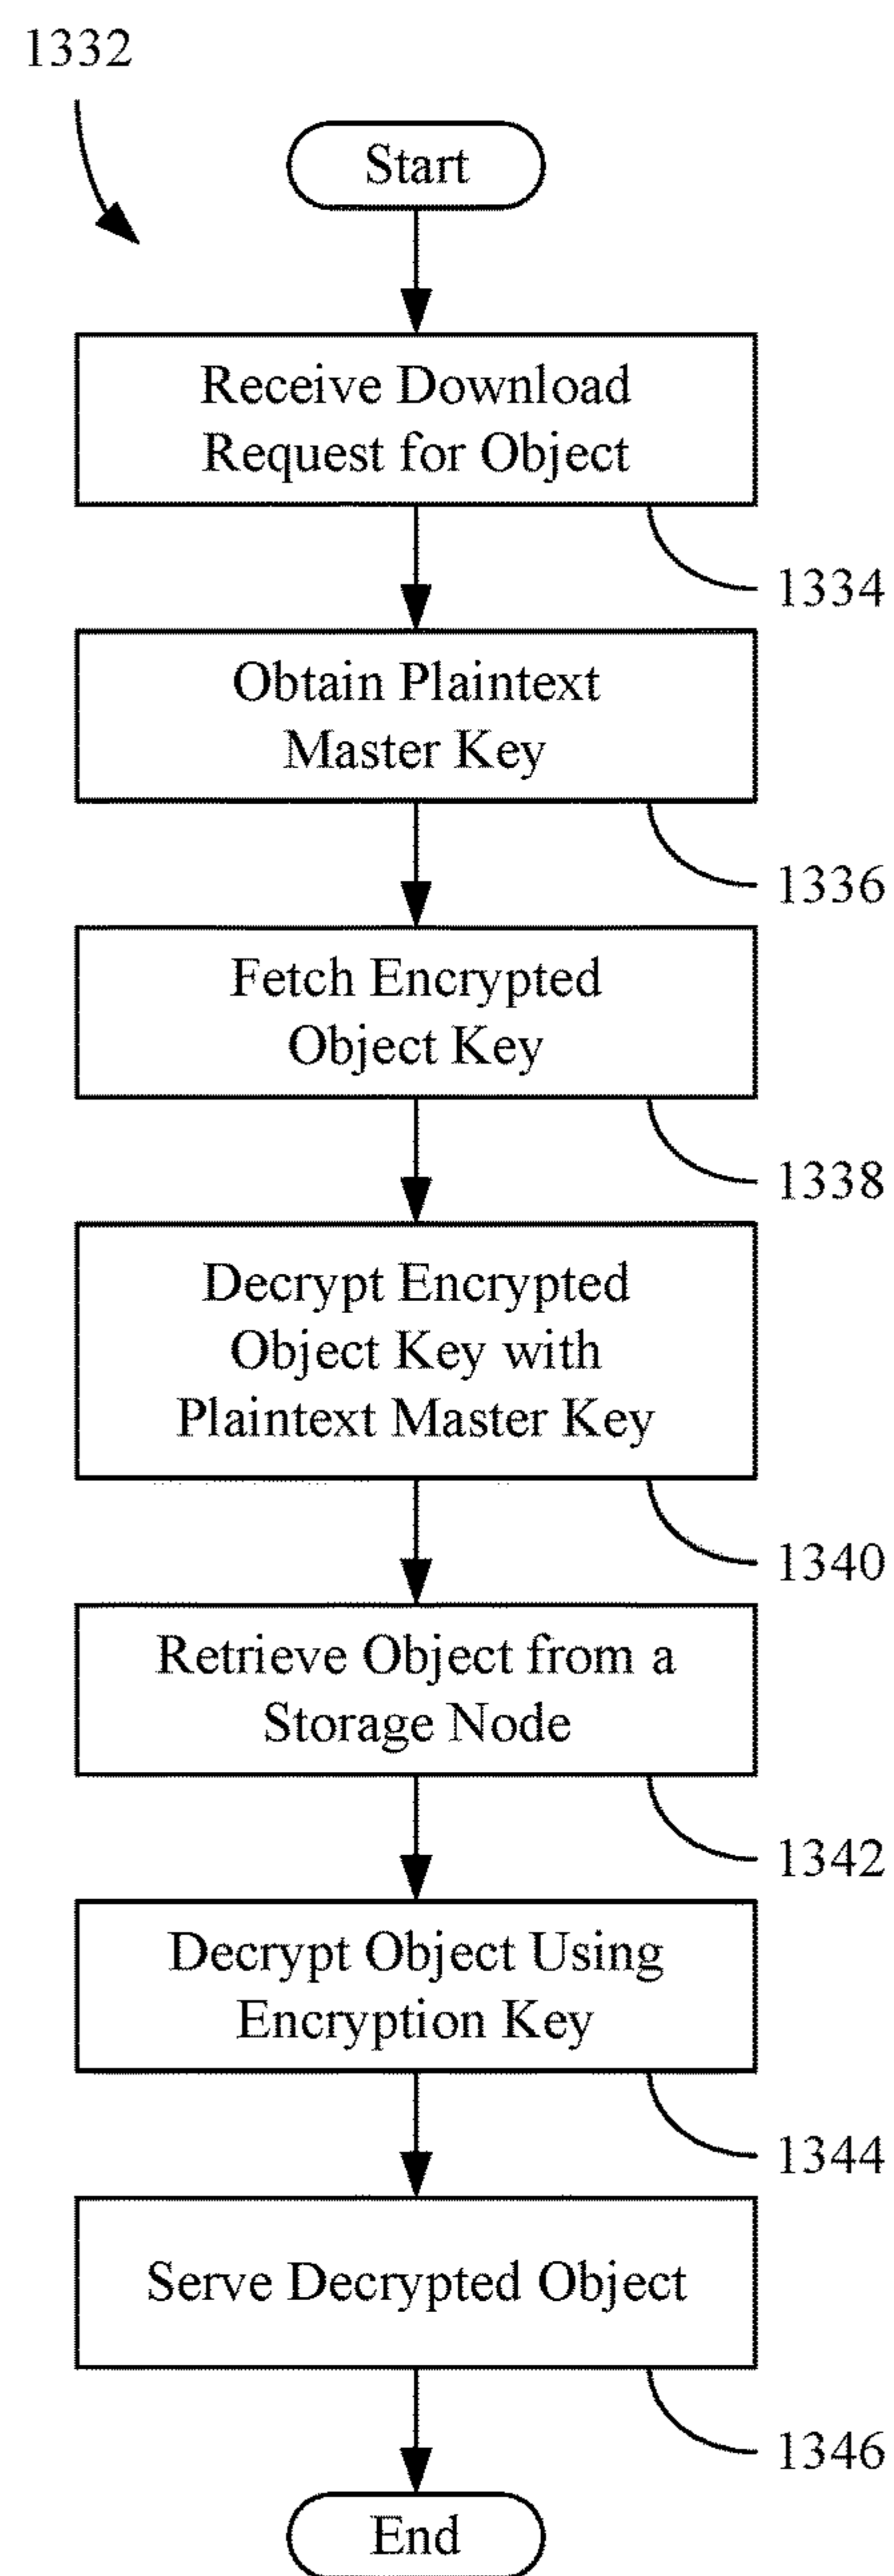 1332
Start
Receive Download
Request for Object
1334
Obtain Plaintext
Master Key
1336
Fetch Encrypted
Object Key
1338
Decrypt Encrypted
Object Key with
Plaintext Master Key
1340
Retrieve Object from a
Storage Node
1342
Decrypt Object Using
Encryption Key
1344
Serve Decrypted Object
1346
End